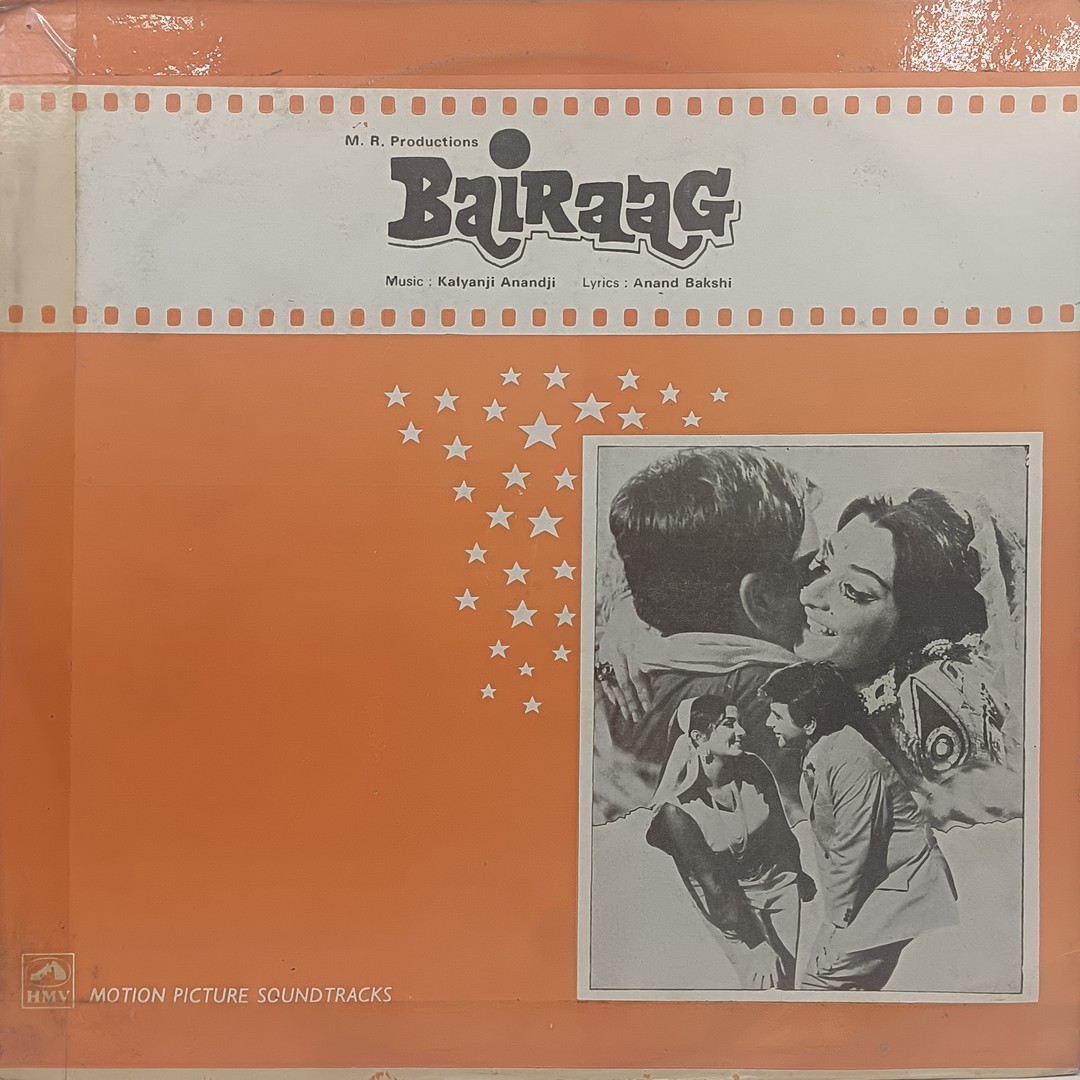 M. R. Productions
BaiRaaG
Music : Kalyanji Anandji Lyrics : Anand Bakshi
HMV
MOTION PICTURE SOUNDTRACKS